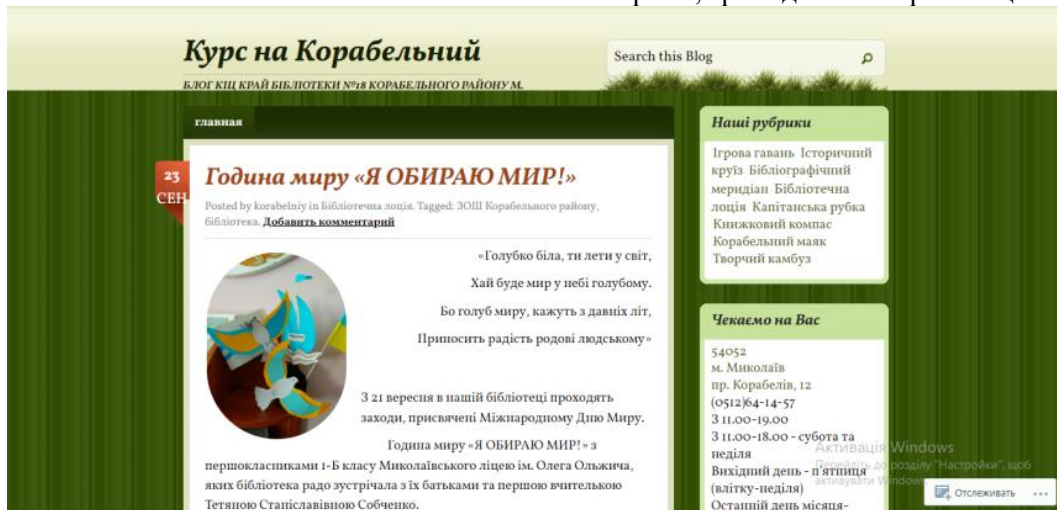 Курс на Корабельний
Search this Blog
БЛОГ КІЦ КРАЙ БІБЛІОТЕКИ №18 КОРАБЕЛЬНОГО РАЙОНУ М.
главная
23
СЕН
Година миру «Я ОБИРАЮ МИР!»
Posted by korabelniy in Бібліотечна лоція. Tagged: ЗОШ Корабельного району,
бібліотека. Добавить комментарий
«Голубко біла, ти лети у світ,
Хай буде мир у небі голубому.
Бо голуб миру, кажуть з давніх літ,
Приносить радість родові людському»
З 21 вересня в нашій бібліотеці проходять
заходи, присвячені Міжнародному Дню Миру.
Година миру «Я ОБИРАЮ МИР!» з
першокласниками 1-Б класу Миколаївського ліцею ім. Олега Ольжича,
яких бібліотека радо зустрічала з їх батьками та першою вчителькою
Тетяною Станіславівною Собченко.
Наші рубрики
Ігрова гавань Історичний
круїз Бібліографічний
меридіан Бібліотечна
лоція Капітанська рубка
Книжковий компас
Корабельний маяк
Творчий камбуз
Чекаємо на Вас
54052
м. Миколаїв
пр. Корабелів, 12
(0512)64-14-57
З 11.00-19.00
З 11.00-18.00 - субота та
неділя
Вихідний день - п'ятниця
(влітку-неділя)
Останній день місяця-
Активація Windows
Перейдіть до розділу "Настройки", щоб
активувати Windows
Отслеживать